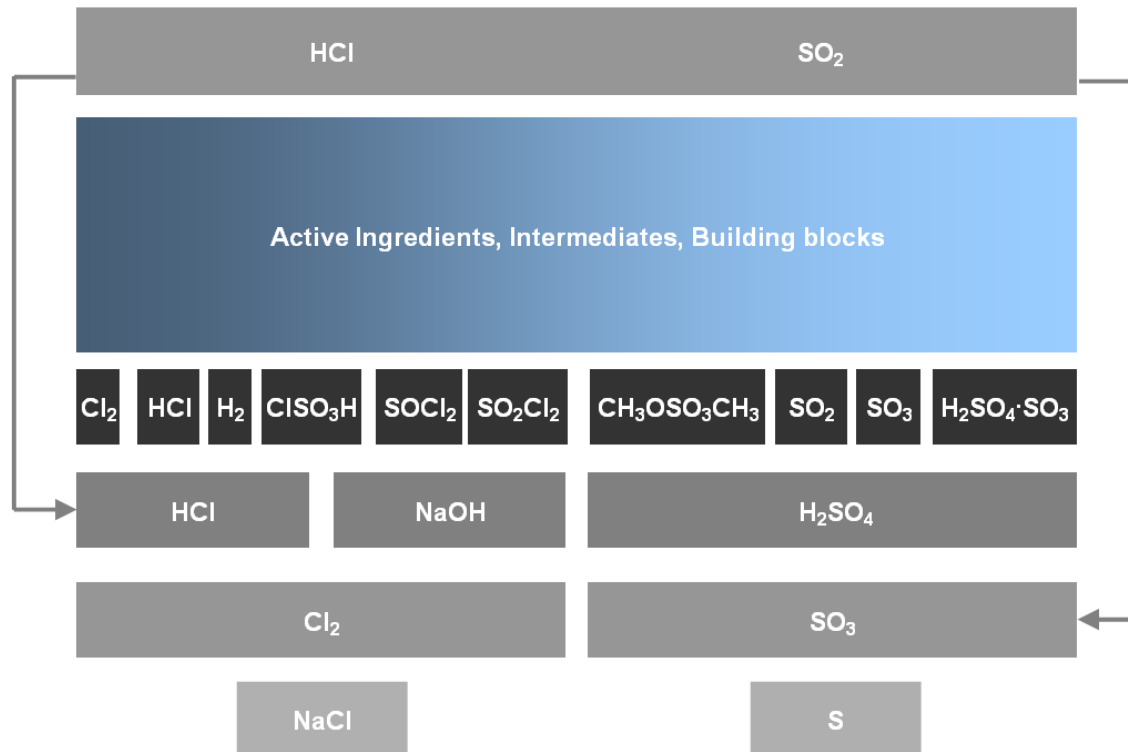 HCl SO₂
Active Ingredients, Intermediates, Building blocks
Cl₂ HCl H₂ ClSO₃H SOCl₂ SO₂Cl₂ CH₃OSO₃CH₃ SO₂ SO₃ H₂SO₄·SO₃
HCl NaOH H₂SO₄
Cl₂ SO₃
NaCl S